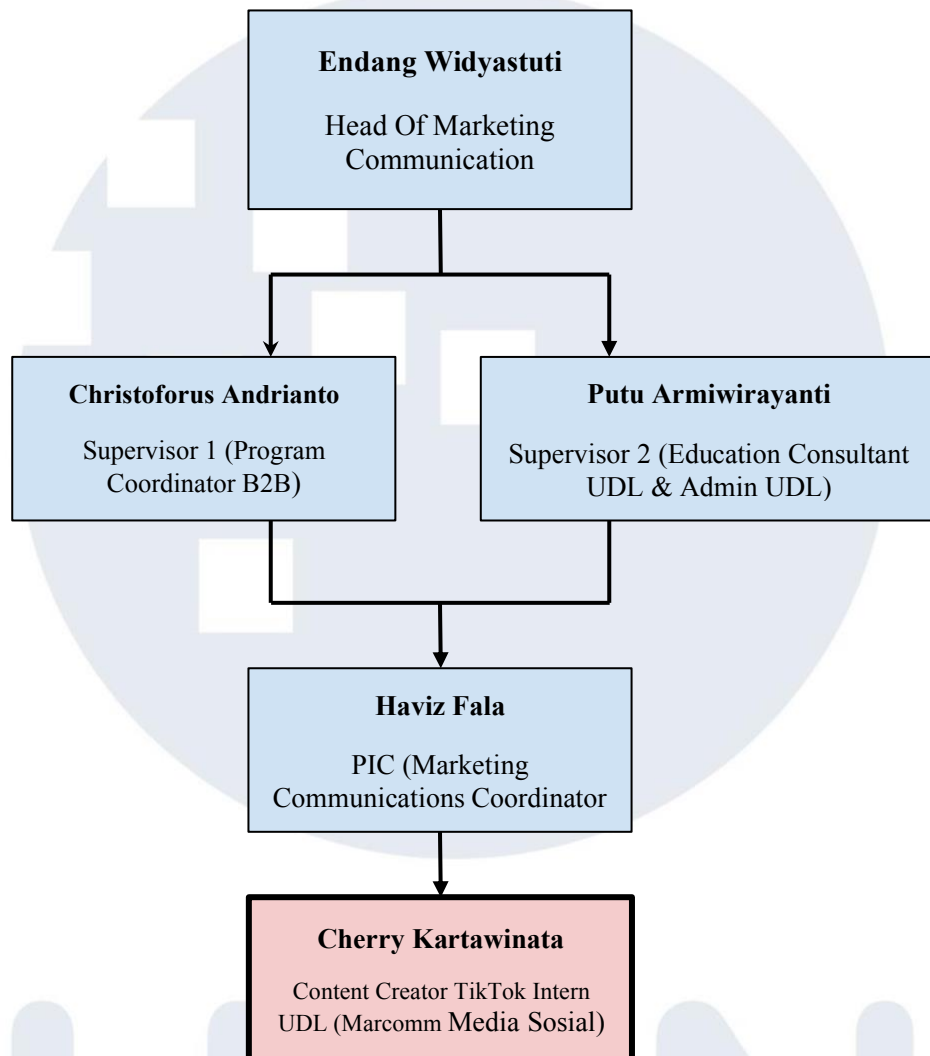 Endang Widyastuti
Head Of Marketing
Communication
Christoforus Andrianto
Supervisor 1 (Program
Coordinator B2B)
Putu Armiwirayanti
Supervisor 2 (Education Consultant
UDL & Admin UDL)
Haviz Fala
PIC (Marketing
Communications Coordinator
Cherry Kartawinata
Content Creator TikTok Intern
UDL (Marcomm Media Sosial)